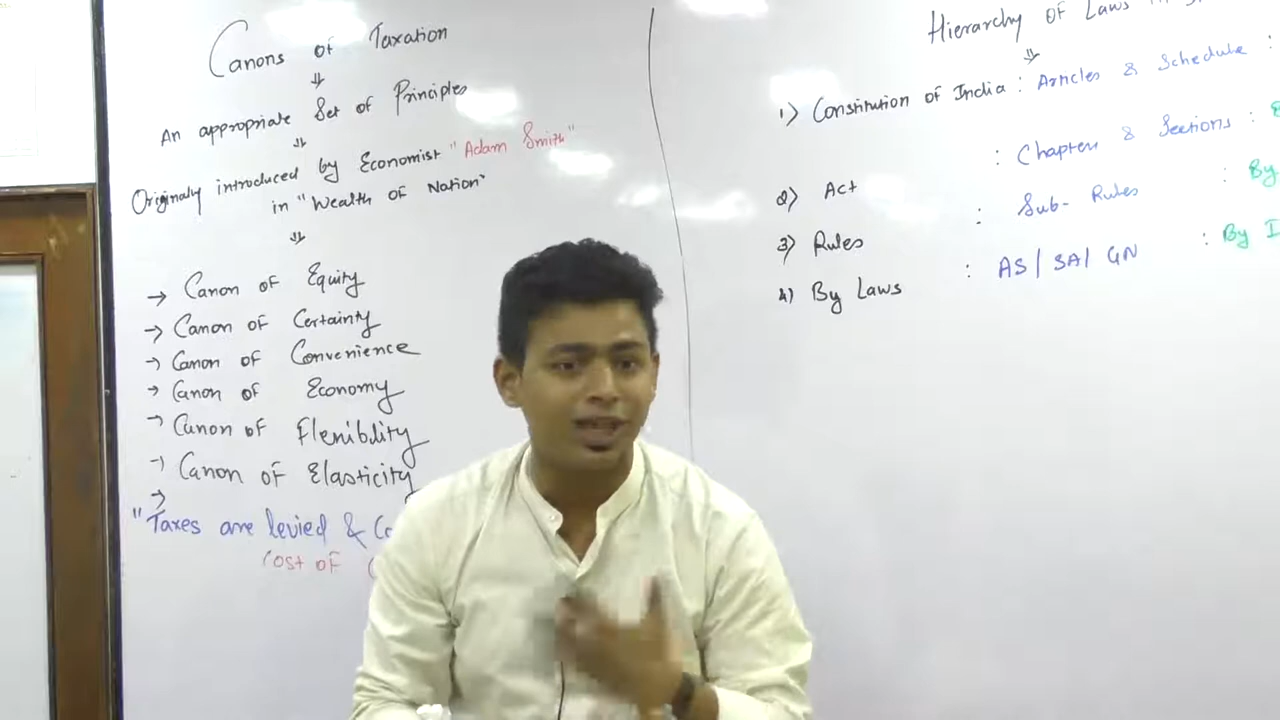 Canons of Taxation
An appropriate Set of Principles
Originaly introduced by Economist "Adam Smith"
in "Wealth of Nation"
→ Canon of Equity
→ Canon of Certainty
→ Canon of Convenience
→ Canon of Economy
→ Canon of Flexibility
→ Canon of Elasticity
"Taxes are levied &
Cost of
Hierarchy of Laws
1) Constitution of India : Articles & Schedule :
2) Act : Chapters & Sections :
3) Rules : Sub-Rules : By
4) By Laws : AS / SA / GN : By